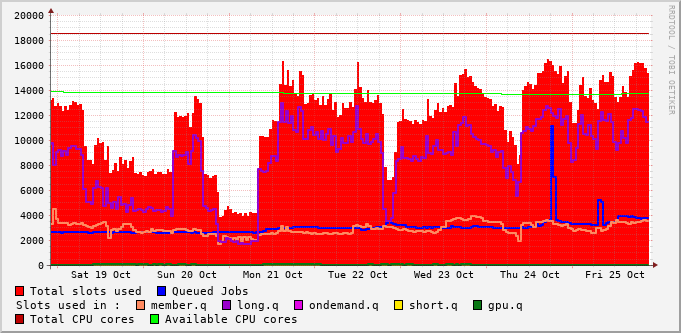 20000
18000
16000
14000
12000
10000
8000
6000
4000
2000
0
Sat 19 Oct Sun 20 Oct Mon 21 Oct Tue 22 Oct Wed 23 Oct Thu 24 Oct Fri 25 Oct
Total slots used Queued Jobs
Slots used in : member.q long.q ondemand.q short.q gpu.q
Total CPU cores Available CPU cores
RRDTOOL / TOBI OETIKER